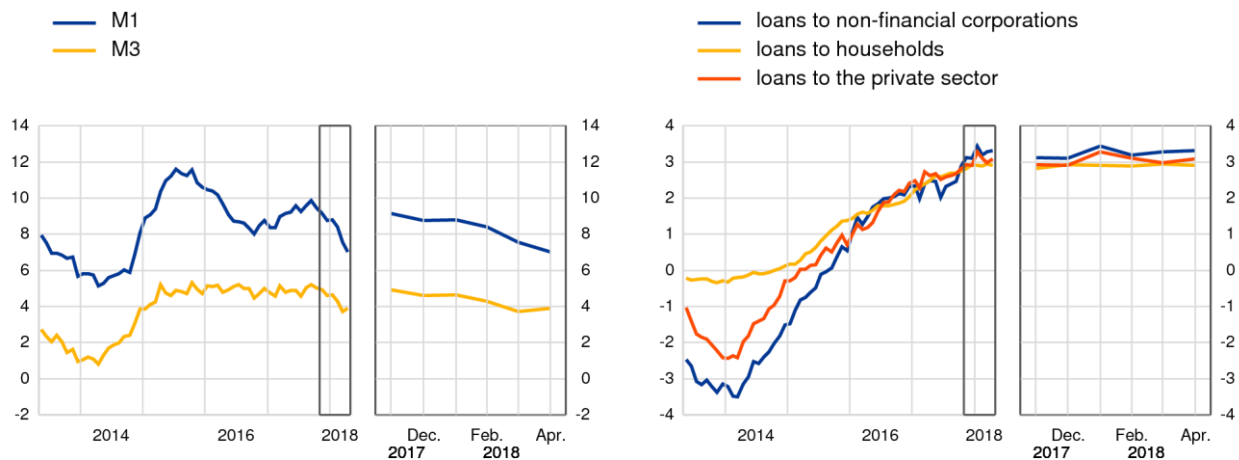 M1
M3
14 14
12 12
10 10
8 8
6 6
4 4
2 2
0 0
-2 -2
2014 2016 2018 Dec. Feb. Apr.
2017 2018
loans to non-financial corporations
loans to households
loans to the private sector
4 4
3 3
2 2
1 1
0 0
-1 -1
-2 -2
-3 -3
-4 -4
2014 2016 2018 Dec. Feb. Apr.
2017 2018